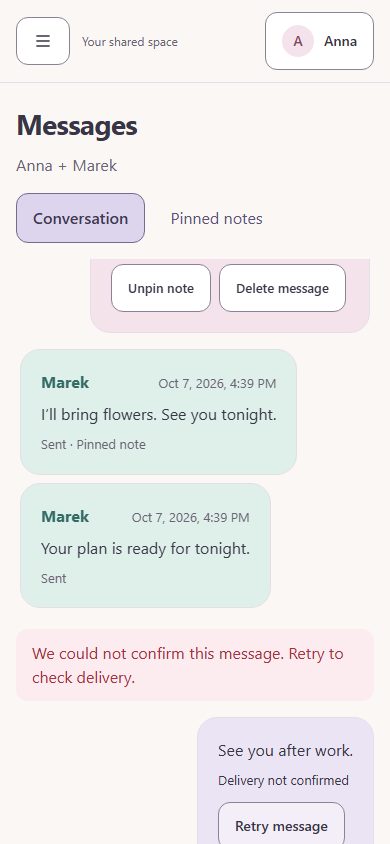 Your shared space
A
Anna
Messages
Anna + Marek
Conversation
Pinned notes
Unpin note
Delete message
Marek
Oct 7, 2026, 4:39 PM
I'll bring flowers. See you tonight.
Sent · Pinned note
Marek
Oct 7, 2026, 4:39 PM
Your plan is ready for tonight.
Sent
We could not confirm this message. Retry to
check delivery.
See you after work.
Delivery not confirmed
Retry message